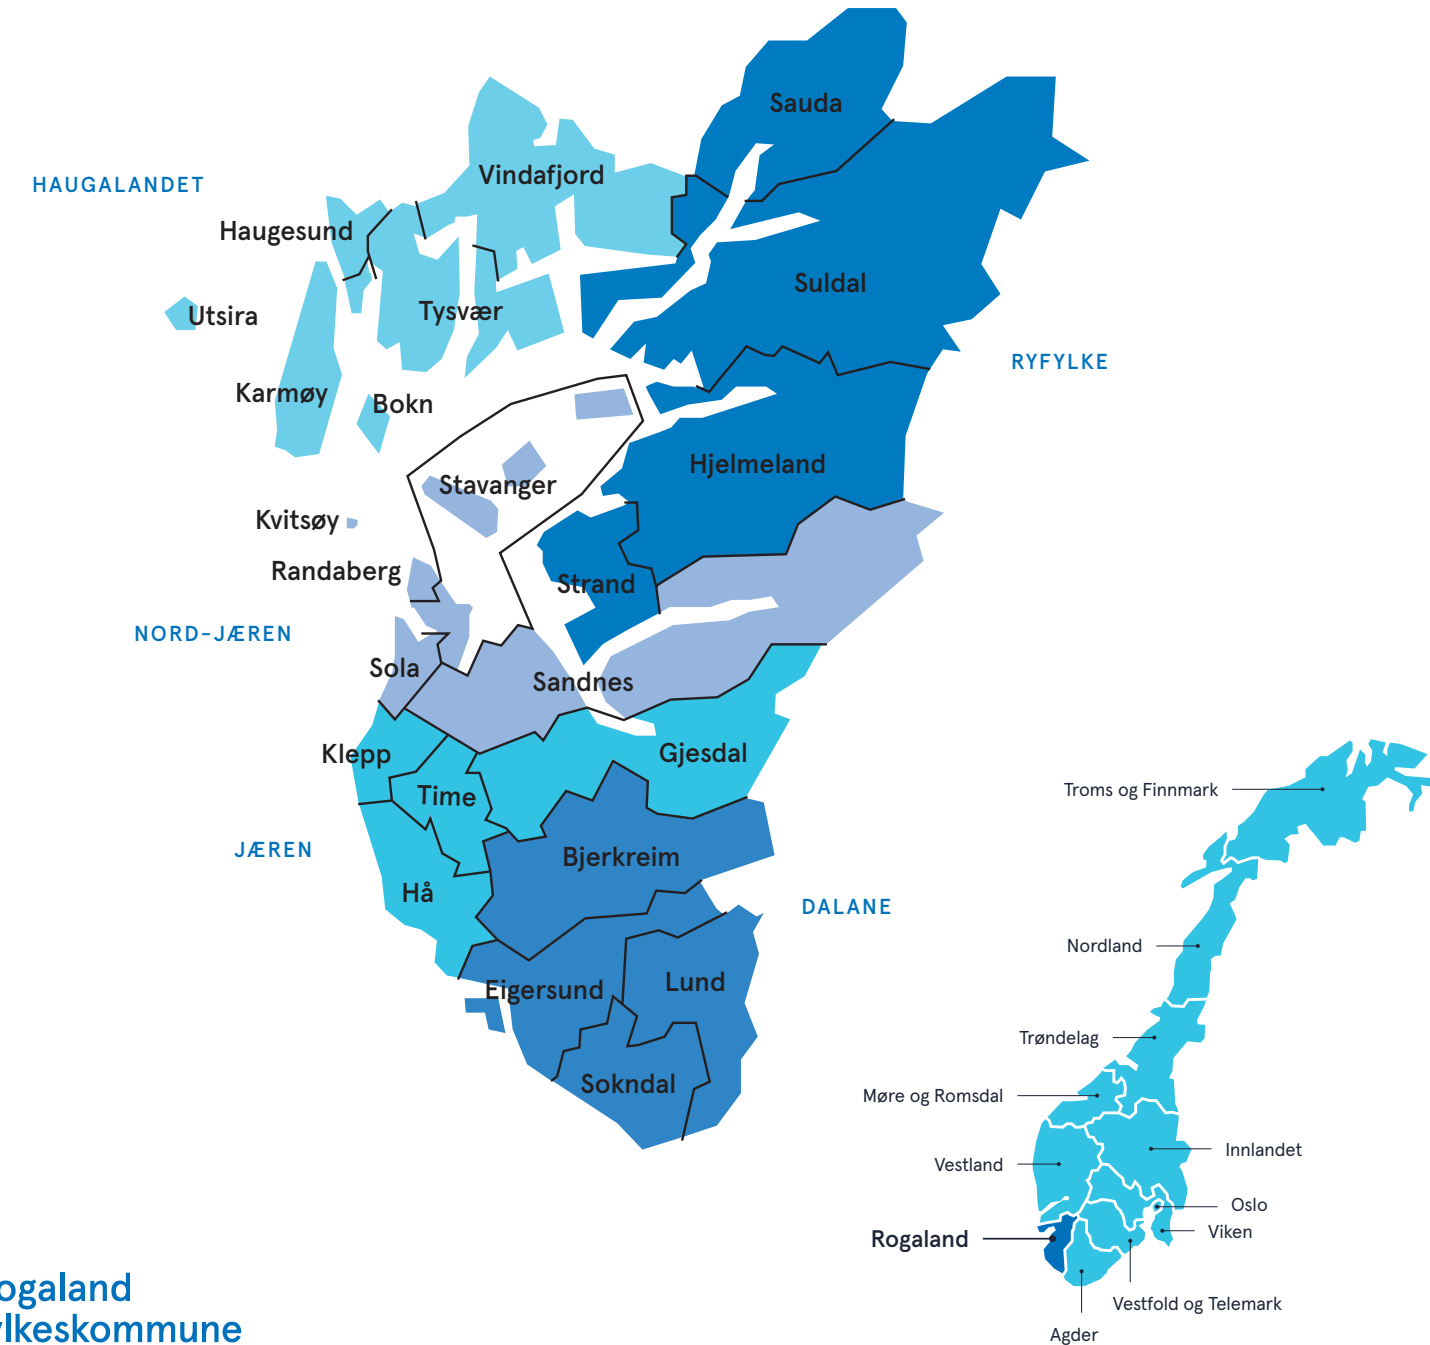 Sauda
Vindafjord
HAUGALANDET
Haugesund
Suldal
Utsira
Tysvær
RYFYLKE
Karmøy
Bokn
Hjelmeland
Stavanger
Kvitsøy
Randaberg
Strand
NORD-JÆREN
Sola
Sandnes
Klepp
Gjesdal
Time
JÆREN
Bjerkreim
Hå
DALANE
Eigersund
Lund
Sokndal
Troms og Finnmark
Nordland
Trøndelag
Møre og Romsdal
Innlandet
Vestland
Oslo
Viken
Rogaland
Vestfold og Telemark
Agder
ogaland
ylkeskommune